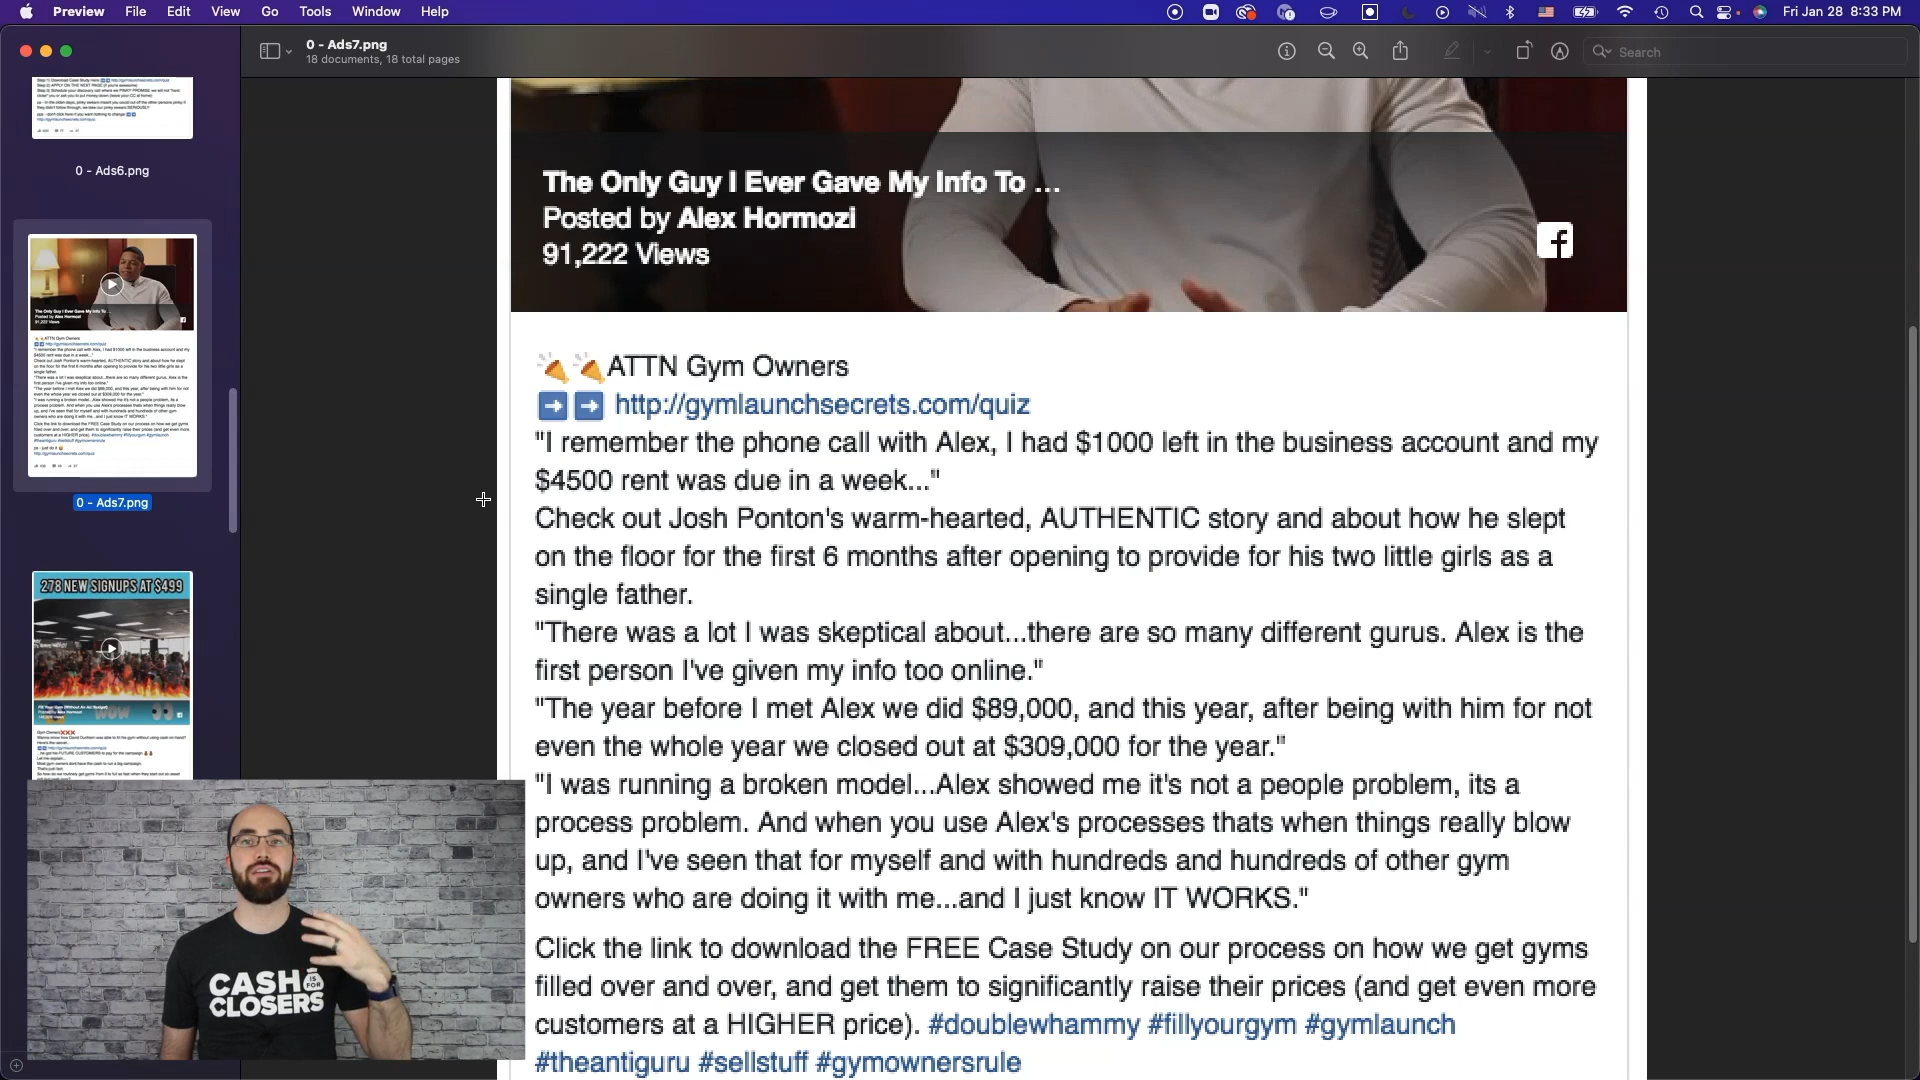 Preview File Edit View Go Tools Window Help
Fri Jan 28 8:33 PM
0 - Ads7.png
18 documents, 18 total pages
Search
0 - Ads6.png
0 - Ads7.png
278 NEW SIGNUPS AT $499
The Only Guy I Ever Gave My Info To ...
Posted by Alex Hormozi
91,222 Views
ATTN Gym Owners
http://gymlaunchsecrets.com/quiz
"I remember the phone call with Alex, I had $1000 left in the business account and my
$4500 rent was due in a week..."
Check out Josh Ponton's warm-hearted, AUTHENTIC story and about how he slept
on the floor for the first 6 months after opening to provide for his two little girls as a
single father.
"There was a lot I was skeptical about...there are so many different gurus. Alex is the
first person I've given my info too online."
"The year before I met Alex we did $89,000, and this year, after being with him for not
even the whole year we closed out at $309,000 for the year."
"I was running a broken model...Alex showed me it's not a people problem, its a
process problem. And when you use Alex's processes thats when things really blow
up, and I've seen that for myself and with hundreds and hundreds of other gym
owners who are doing it with me...and I just know IT WORKS."
Click the link to download the FREE Case Study on our process on how we get gyms
filled over and over, and get them to significantly raise their prices (and get even more
customers at a HIGHER price). #doublewhammy #fillyourgym #gymlaunch
#theantiguru #sellstuff #gymownersrule
CASH
IS FOR
CLOSERS